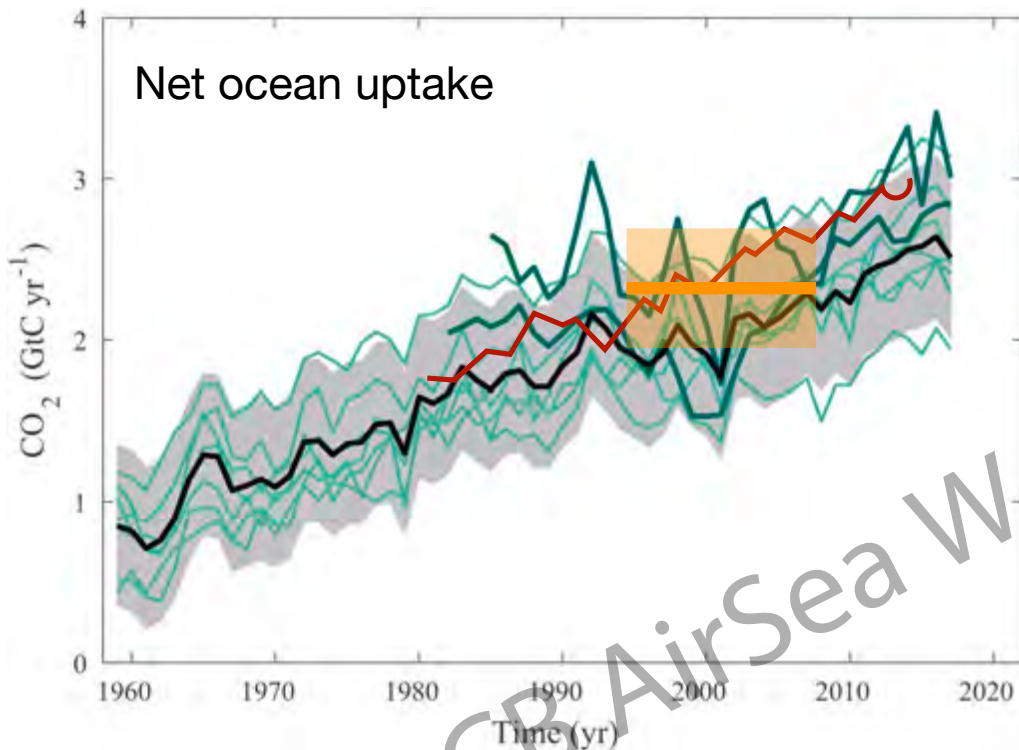 Net ocean uptake
4
3
2
1
0
CO2 (GtC yr-1)
1960 1970 1980 1990 2000 2010 2020
Time (yr)
CB AirSea W